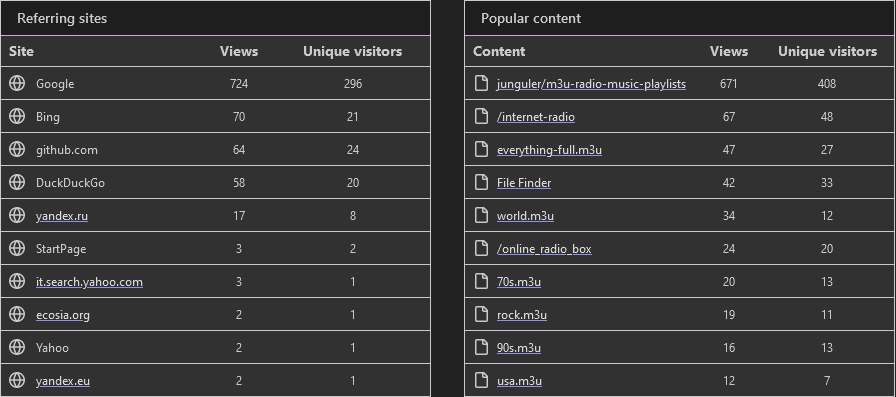 Referring sites
Site Views Unique visitors
Google 724 296
Bing 70 21
github.com 64 24
DuckDuckGo 58 20
yandex.ru 17 8
StartPage 3 2
it.search.yahoo.com 3 1
ecosia.org 2 1
Yahoo 2 1
yandex.eu 2 1
Popular content
Content Views Unique visitors
junguler/m3u-radio-music-playlists 671 408
/internet-radio 67 48
everything-full.m3u 47 27
File Finder 42 33
world.m3u 34 12
/online_radio_box 24 20
70s.m3u 20 13
rock.m3u 19 11
90s.m3u 16 13
usa.m3u 12 7